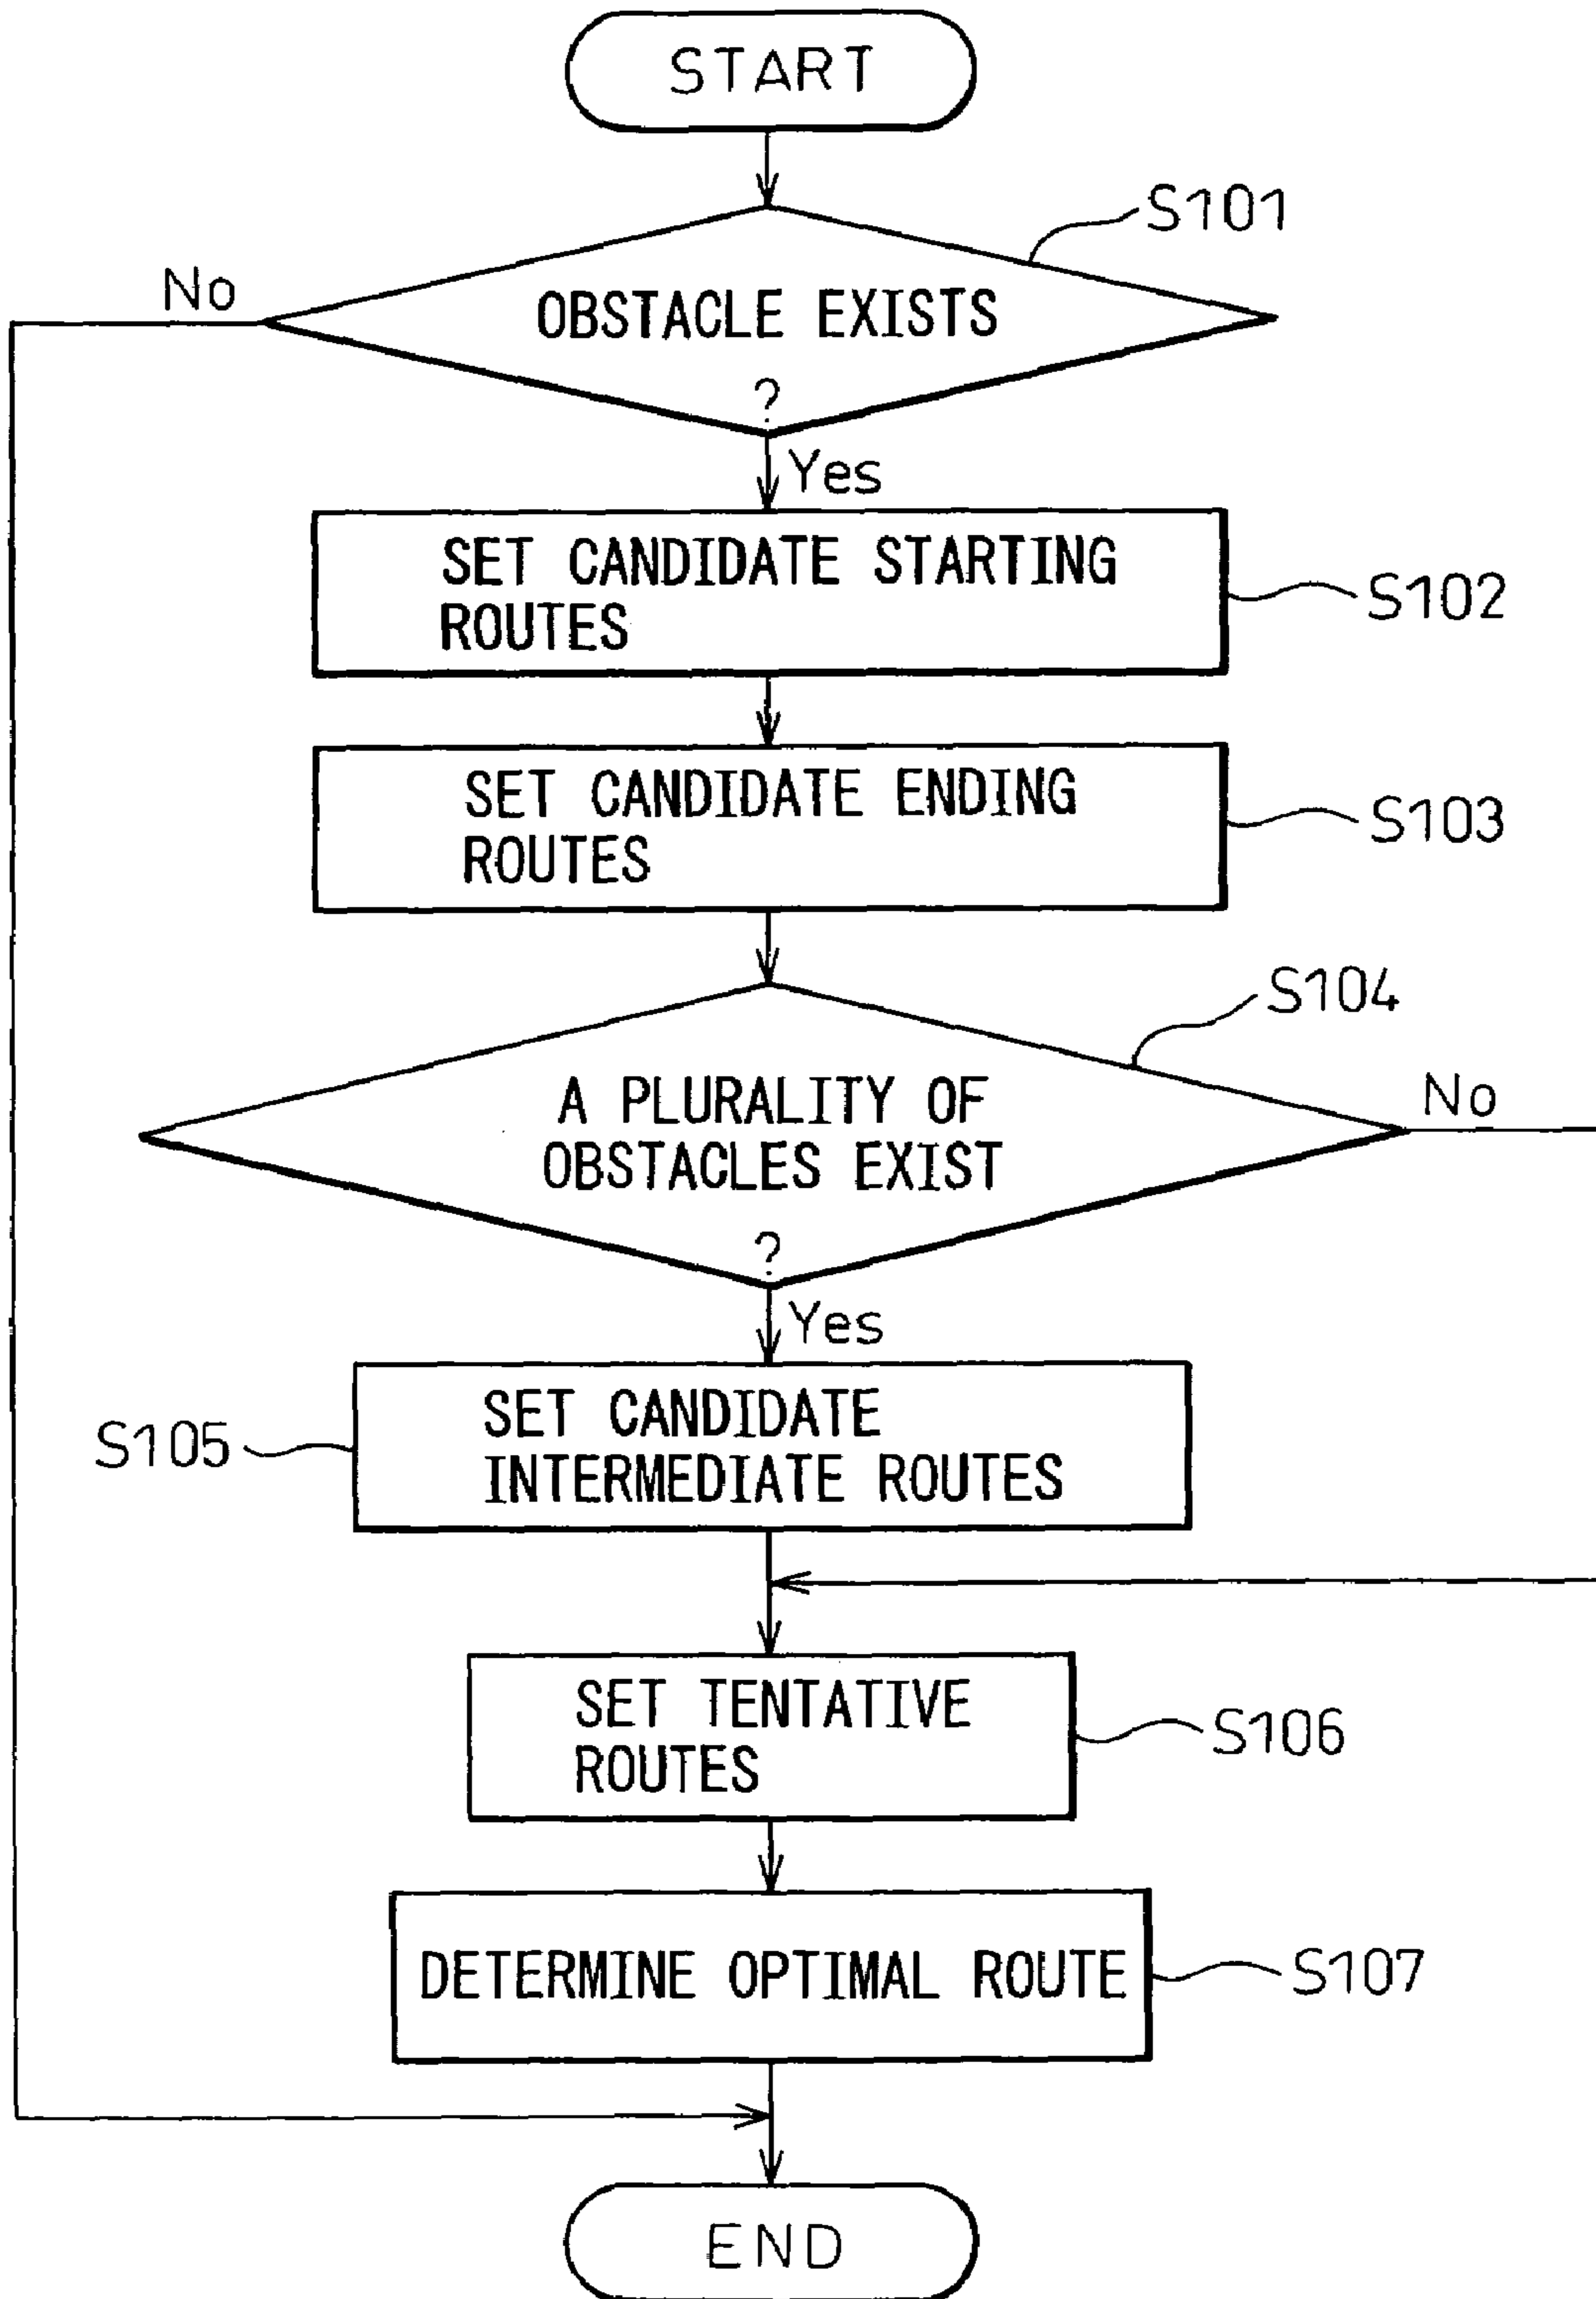 START
S101
No
OBSTACLE EXISTS
?
Yes
SET CANDIDATE STARTING
ROUTES
S102
SET CANDIDATE ENDING
ROUTES
S103
S104
A PLURALITY OF
OBSTACLES EXIST
No
?
Yes
SET CANDIDATE
INTERMEDIATE ROUTES
S105
SET TENTATIVE
ROUTES
S106
DETERMINE OPTIMAL ROUTE
S107
END